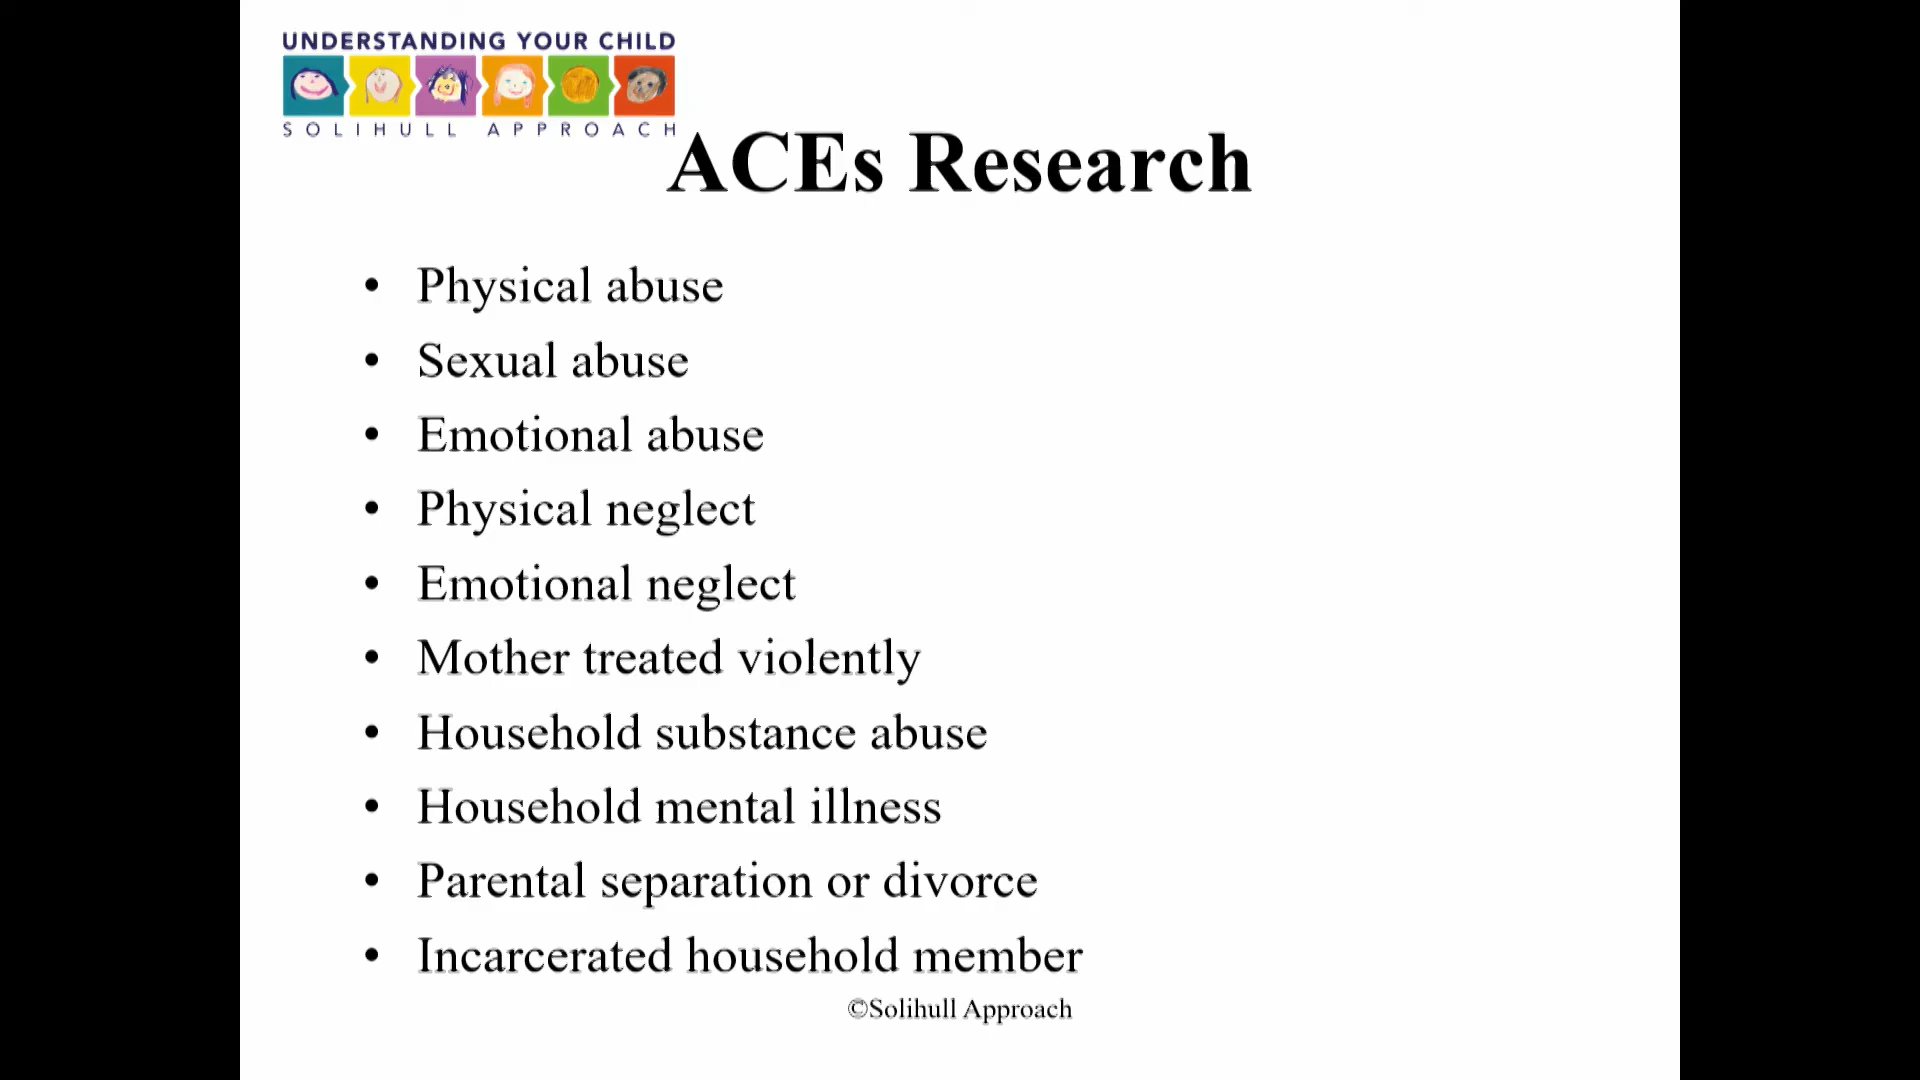 UNDERSTANDING YOUR CHILD
SOLIHULL APPROACH
ACEs Research
• Physical abuse
• Sexual abuse
• Emotional abuse
• Physical neglect
• Emotional neglect
• Mother treated violently
• Household substance abuse
• Household mental illness
• Parental separation or divorce
• Incarcerated household member
©Solihull Approach